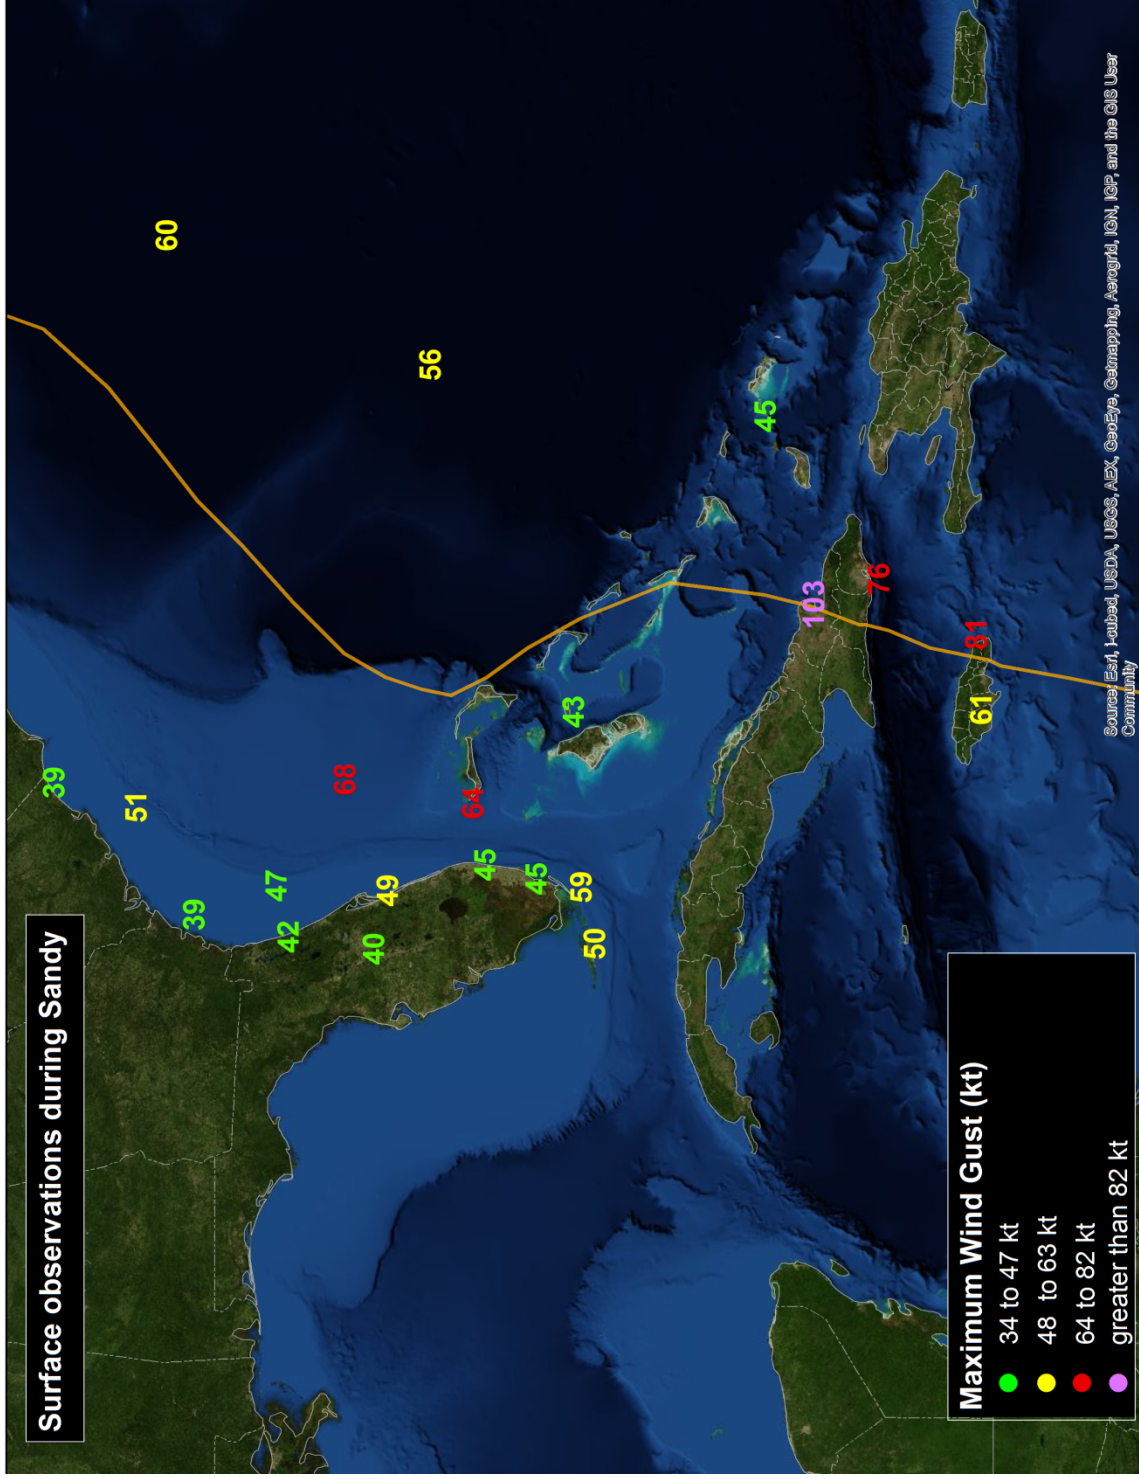 Surface observations during Sandy
39
51
60
39
47
42
68
49
40
56
64
45
45
59
50
43
45
103
76
81
61
Maximum Wind Gust (kt)
34 to 47 kt
48 to 63 kt
64 to 82 kt
greater than 82 kt
Source: Esri, i-cubed, USDA, USGS, AEX, GeoEye, Getmapping, Aerogrid, IGN, IGP, and the GIS User
Community